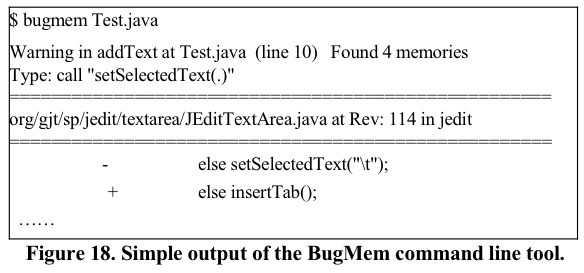 $ bugmem Test.java
Warning in addText at Test.java (line 10) Found 4 memories
Type: call "setSelectedText(.)"
==================================================
org/gjt/sp/jedit/textarea/JEditTextArea.java at Rev: 114 in jedit
==================================================
- else setSelectedText("\t");
+ else insertTab();
......
Figure 18. Simple output of the BugMem command line tool.